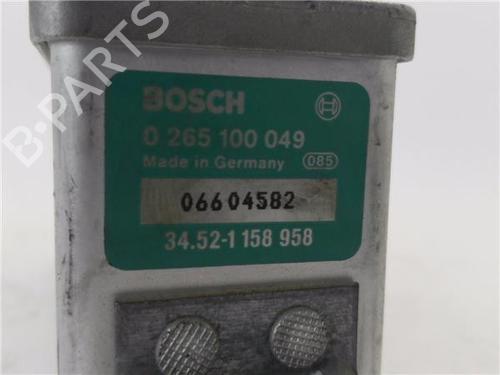 B-PARTS
BOSCH
0 265 100 049
Made in Germany 085
06604582
34.52-1 158 958